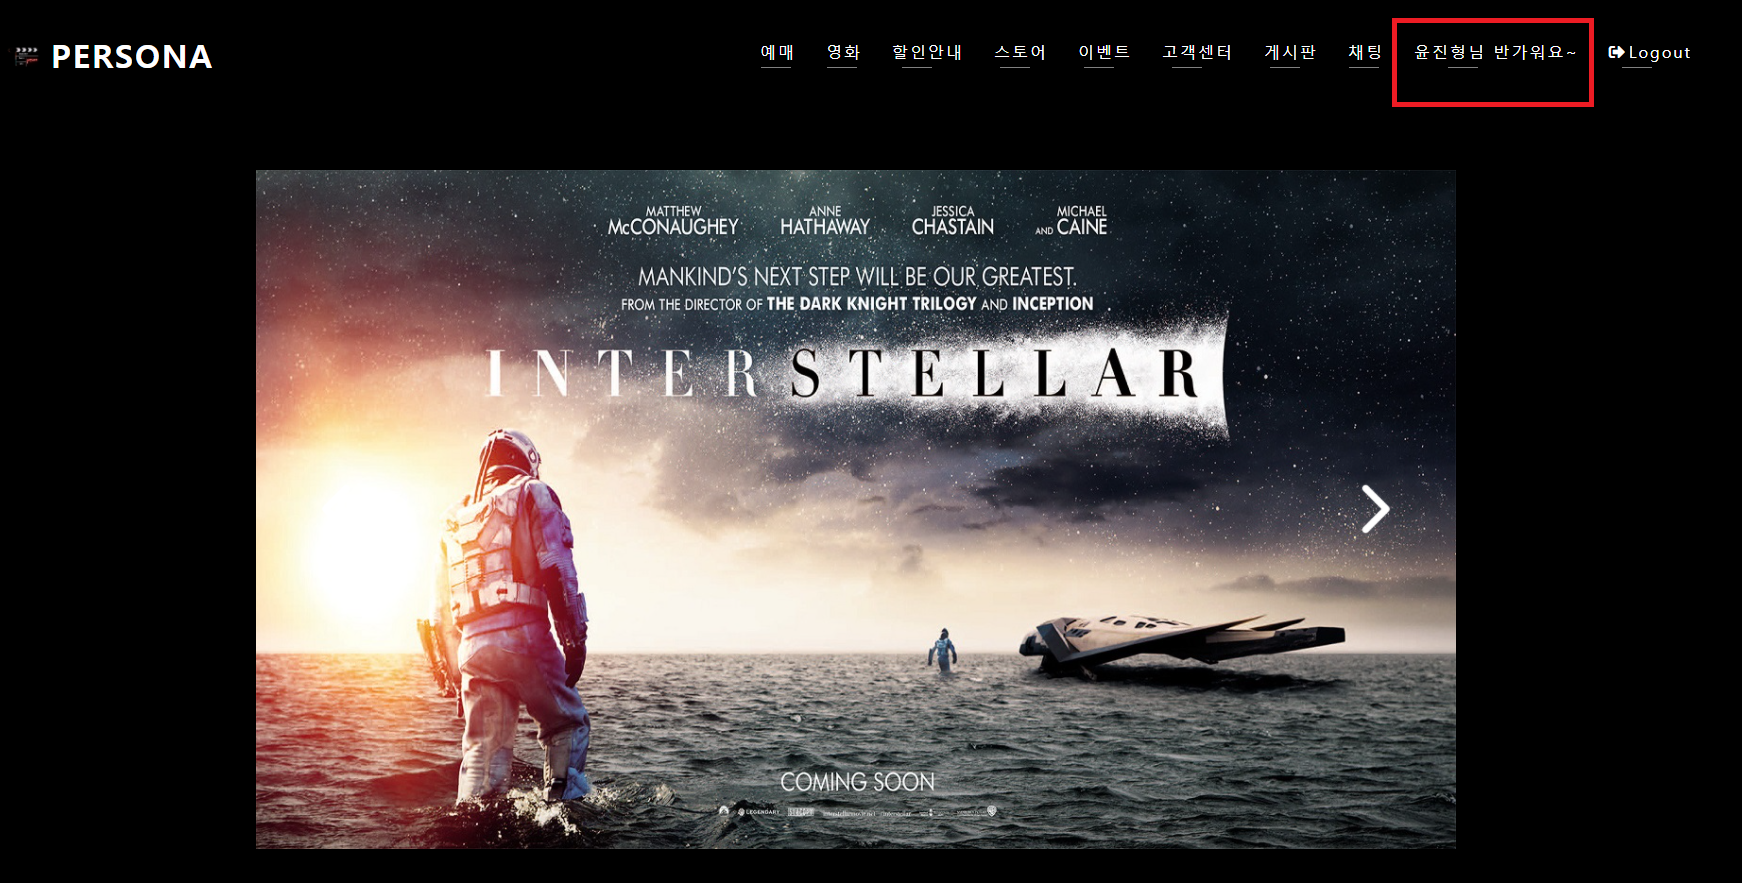 PERSONA
예매 영화 할인안내 스토어 이벤트 고객센터 게시판 채팅 윤진형님 반가워요~ Logout
MATTHEW McCONAUGHEY ANNE HATHAWAY JESSICA CHASTAIN AND MICHAEL CAINE
MANKIND'S NEXT STEP WILL BE OUR GREATEST.
FROM THE DIRECTOR OF THE DARK KNIGHT TRILOGY AND INCEPTION
INTERSTELLAR
COMING SOON
LEGENDARY